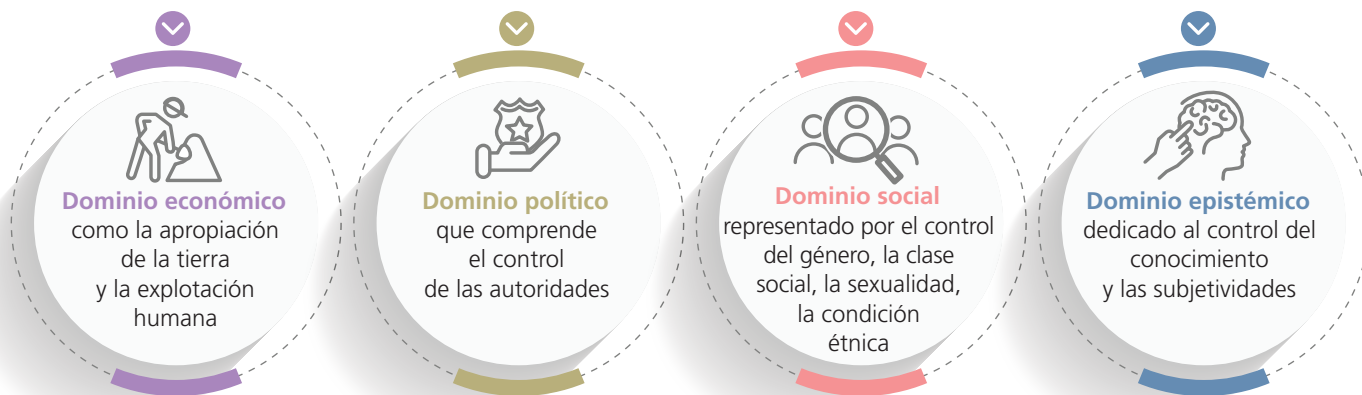 Dominio económico
como la apropiación
de la tierra
y la explotación
humana
Dominio político
que comprende
el control
de las autoridades
Dominio social
representado por el control
del género, la clase
social, la sexualidad,
la condición
étnica
Dominio epistémico
dedicado al control del
conocimiento
y las subjetividades